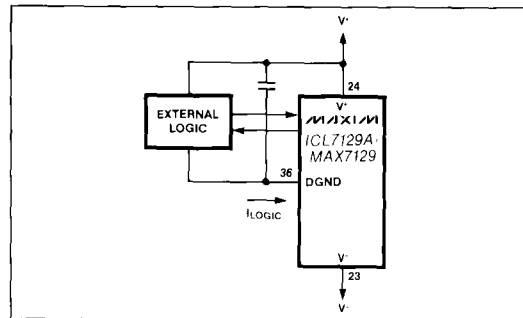 V+
24
V+
EXTERNAL
LOGIC
MAXIM
ICL7129A/
MAX7129
36
DGND
ILOGIC
V-
23
V-